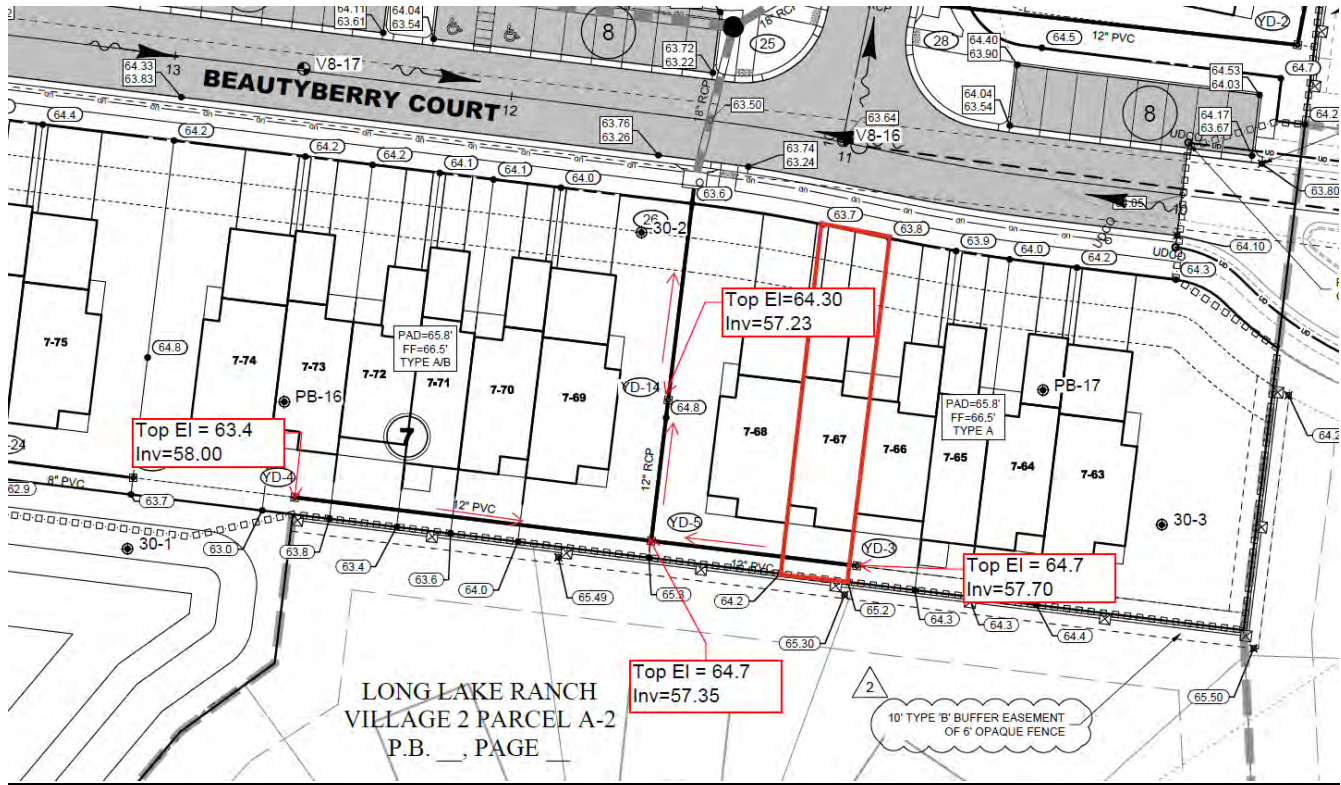 64.11
63.61
64.04
63.54
8
18" RCP
25
63.72
63.22
RCP
28
64.40
63.90
64.5
12" PVC
YD-2
64.7
64.53
64.03
64.2
13
64.33
63.83
V8-17
BEAUTYBERRY COURT
12
18" RCP
63.50
63.64
V8-16
11
64.04
63.54
8
64.17
63.67
63.80
63.76
63.26
63.74
63.24
10
64.4
64.2
64.2
64.2
64.1
64.1
64.0
63.6
63.7
63.8
63.9
64.0
64.2
UDCO
UDCO
64.10
64.3
26
30-2
Top El=64.30
Inv=57.23
7-75
64.8
7-74
7-73
7-72
7-71
7-70
7-69
PAD=65.8'
FF=66.5'
TYPE A/B
PB-16
7
YD-14
64.8
12" RCP
7-68
7-67
7-66
7-65
7-64
7-63
PAD=65.8'
FF=66.5'
TYPE A
PB-17
64.2
Top El = 63.4
Inv=58.00
YD-4
8" PVC
62.9
63.7
12" PVC
YD-5
12" PVC
YD-3
30-3
Top El = 64.7
Inv=57.70
30-1
63.0
63.8
63.4
63.6
64.0
65.49
65.3
64.2
65.30
65.2
64.3
64.3
64.4
65.50
Top El = 64.7
Inv=57.35
LONG LAKE RANCH
VILLAGE 2 PARCEL A-2
P.B. __, PAGE __
2
10' TYPE 'B' BUFFER EASEMENT
OF 6' OPAQUE FENCE